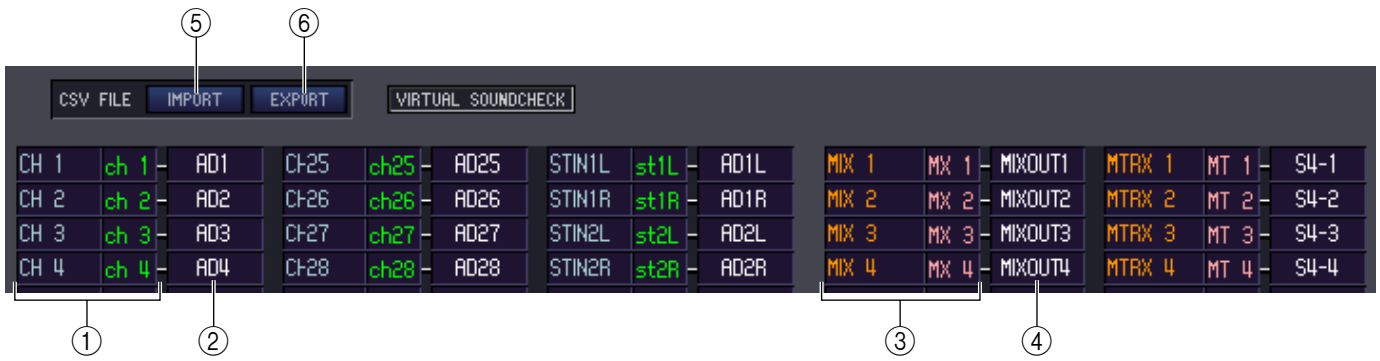 ⑤ ⑥
CSV FILE IMPORT EXPORT VIRTUAL SOUNDCHECK
CH 1 ch 1 AD1 CH25 ch25 AD25 STIN1L st1L AD1L MIX 1 MX 1 MIXOUT1 MTRX 1 MT 1 S4-1
CH 2 ch 2 AD2 CH26 ch26 AD26 STIN1R st1R AD1R MIX 2 MX 2 MIXOUT2 MTRX 2 MT 2 S4-2
CH 3 ch 3 AD3 CH27 ch27 AD27 STIN2L st2L AD2L MIX 3 MX 3 MIXOUT3 MTRX 3 MT 3 S4-3
CH 4 ch 4 AD4 CH28 ch28 AD28 STIN2R st2R AD2R MIX 4 MX 4 MIXOUT4 MTRX 4 MT 4 S4-4
① ② ③ ④